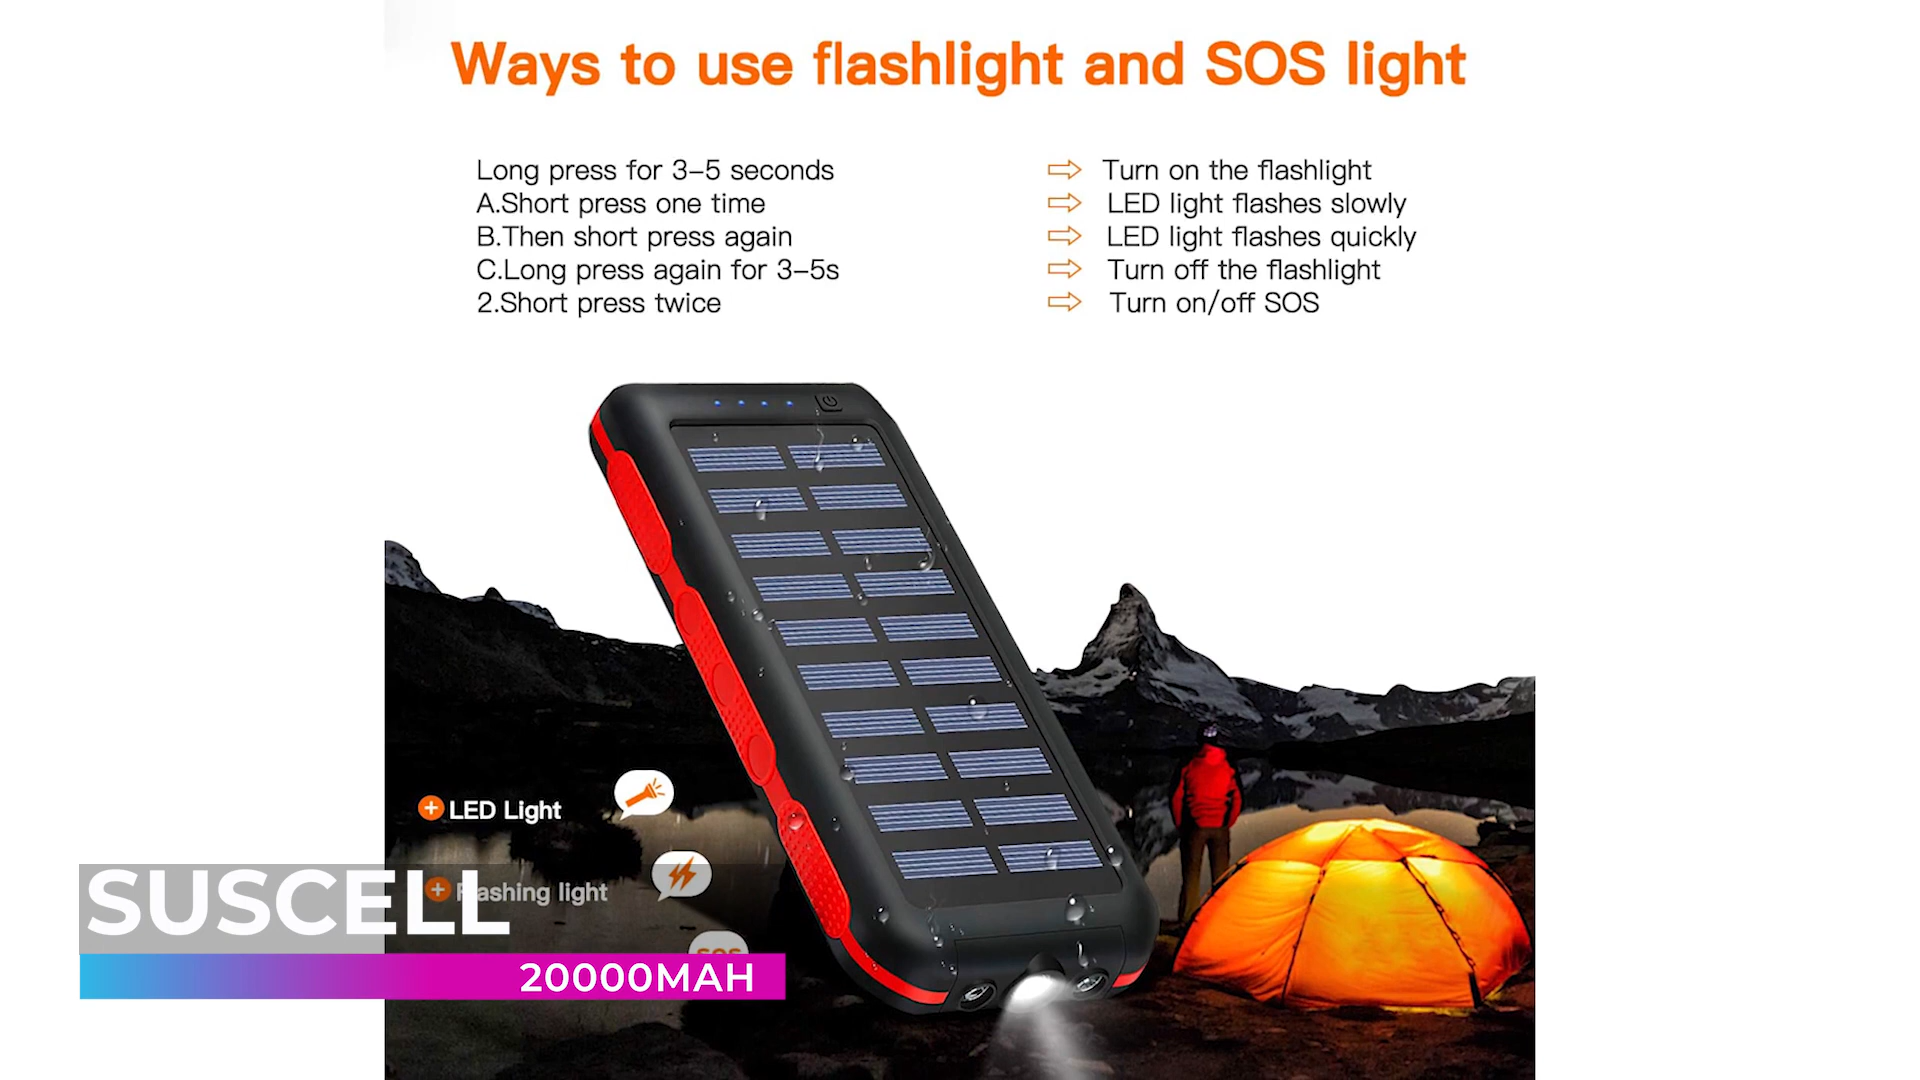 Ways to use flashlight and SOS light
Long press for 3-5 seconds ⇨ Turn on the flashlight
A.Short press one time ⇨ LED light flashes slowly
B.Then short press again ⇨ LED light flashes quickly
C.Long press again for 3-5s ⇨ Turn off the flashlight
2.Short press twice ⇨ Turn on/off SOS
LED Light
Flashing light
SUSCELL
SOS
20000MAH